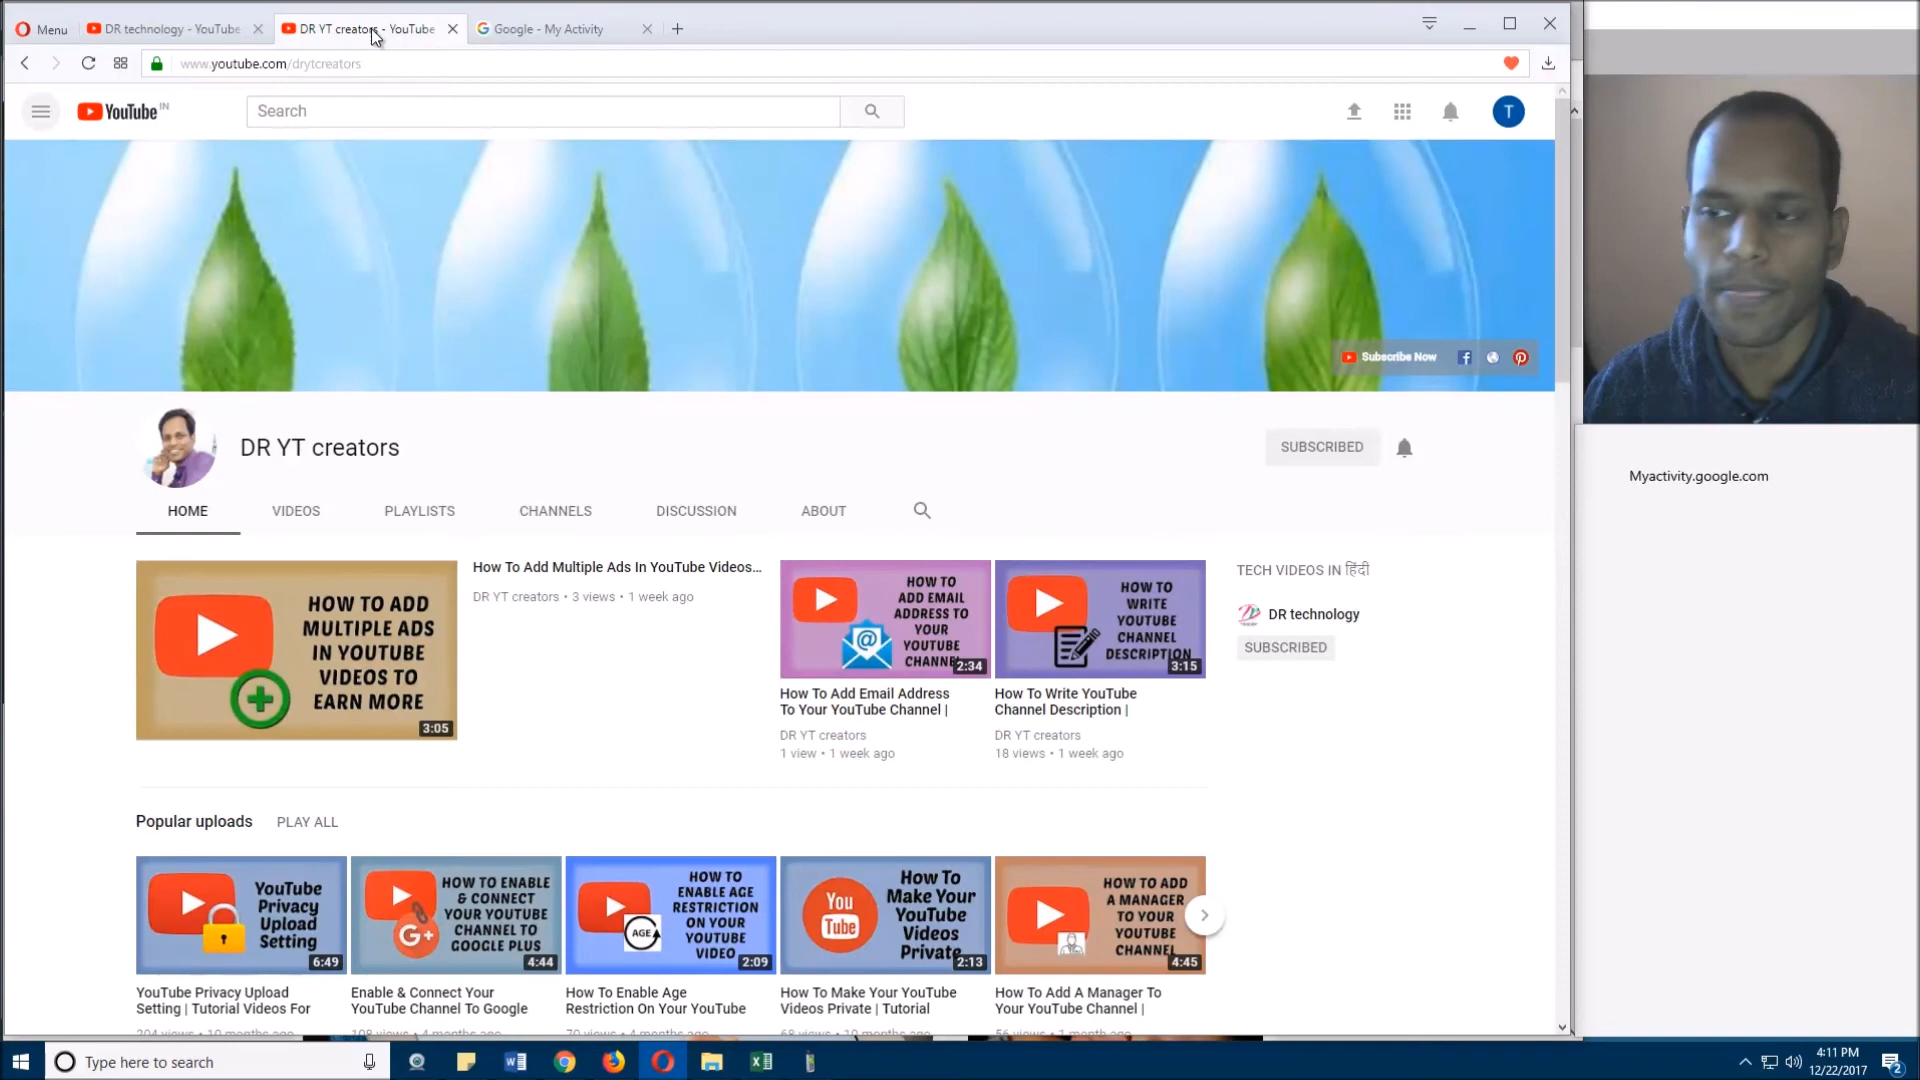 Menu
DR technology - YouTube
DR YT creators - YouTube
Google - My Activity
www.youtube.com/drytcreators
YouTube IN
Search
T
Subscribe Now
DR YT creators
SUBSCRIBED
Myactivity.google.com
HOME
VIDEOS
PLAYLISTS
CHANNELS
DISCUSSION
ABOUT
HOW TO ADD
MULTIPLE ADS
IN YOUTUBE
VIDEOS TO
EARN MORE
3:05
How To Add Multiple Ads In YouTube Videos...
DR YT creators • 3 views • 1 week ago
HOW TO
ADD EMAIL
ADDRESS TO
YOUR
YOUTUBE
2:34
How To Add Email Address
To Your YouTube Channel |
DR YT creators
1 view • 1 week ago
HOW TO
WRITE
YOUTUBE
CHANNEL
DESCRIPTION
3:15
How To Write YouTube
Channel Description |
DR YT creators
18 views • 1 week ago
TECH VIDEOS IN हिंदी
DR technology
SUBSCRIBED
Popular uploads
PLAY ALL
YouTube
Privacy
Upload
Setting
6:49
YouTube Privacy Upload
Setting | Tutorial Videos For
HOW TO ENABLE
& CONNECT
YOUR YOUTUBE
CHANNEL TO
GOOGLE PLUS
G+
4:44
Enable & Connect Your
YouTube Channel To Google
HOW TO
ENABLE AGE
RESTRICTION
ON YOUR
YOUTUBE
VIDEO
AGE
2:09
How To Enable Age
Restriction On Your YouTube
You
Tube
How To
Make Your
YouTube
Videos
Private
2:13
How To Make Your YouTube
Videos Private | Tutorial
HOW TO ADD
A MANAGER
TO YOUR
YOUTUBE
CHANNEL
4:45
How To Add A Manager To
Your YouTube Channel |
Type here to search
4:11 PM
12/22/2017
2